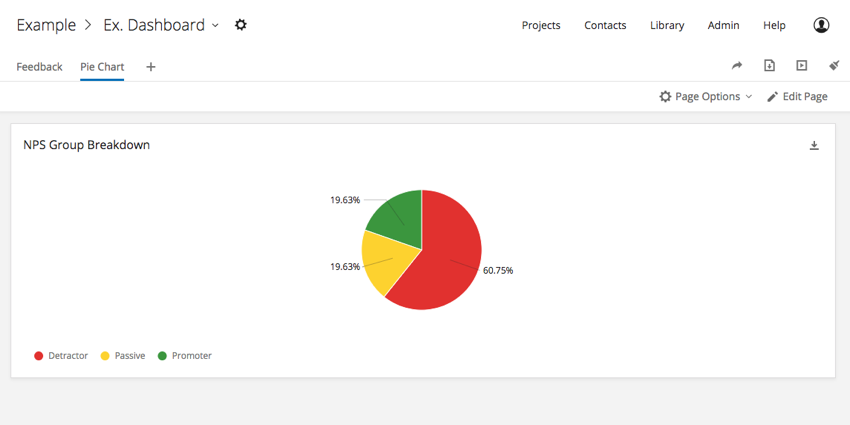 Example > Ex. Dashboard
Projects Contacts Library Admin Help
Feedback Pie Chart +
Page Options Edit Page
NPS Group Breakdown
19.63%
19.63%
60.75%
Detractor Passive Promoter